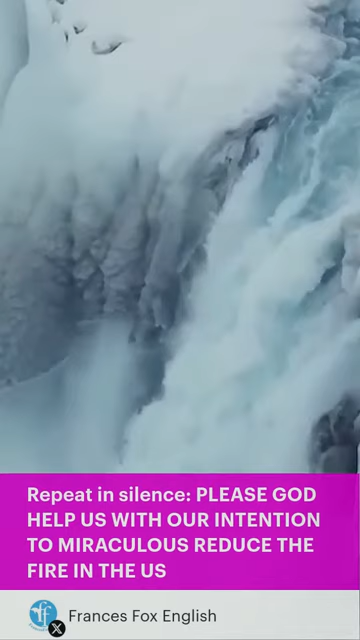 Repeat in silence: PLEASE GOD
HELP US WITH OUR INTENTION
TO MIRACULOUS REDUCE THE
FIRE IN THE US
Frances Fox English